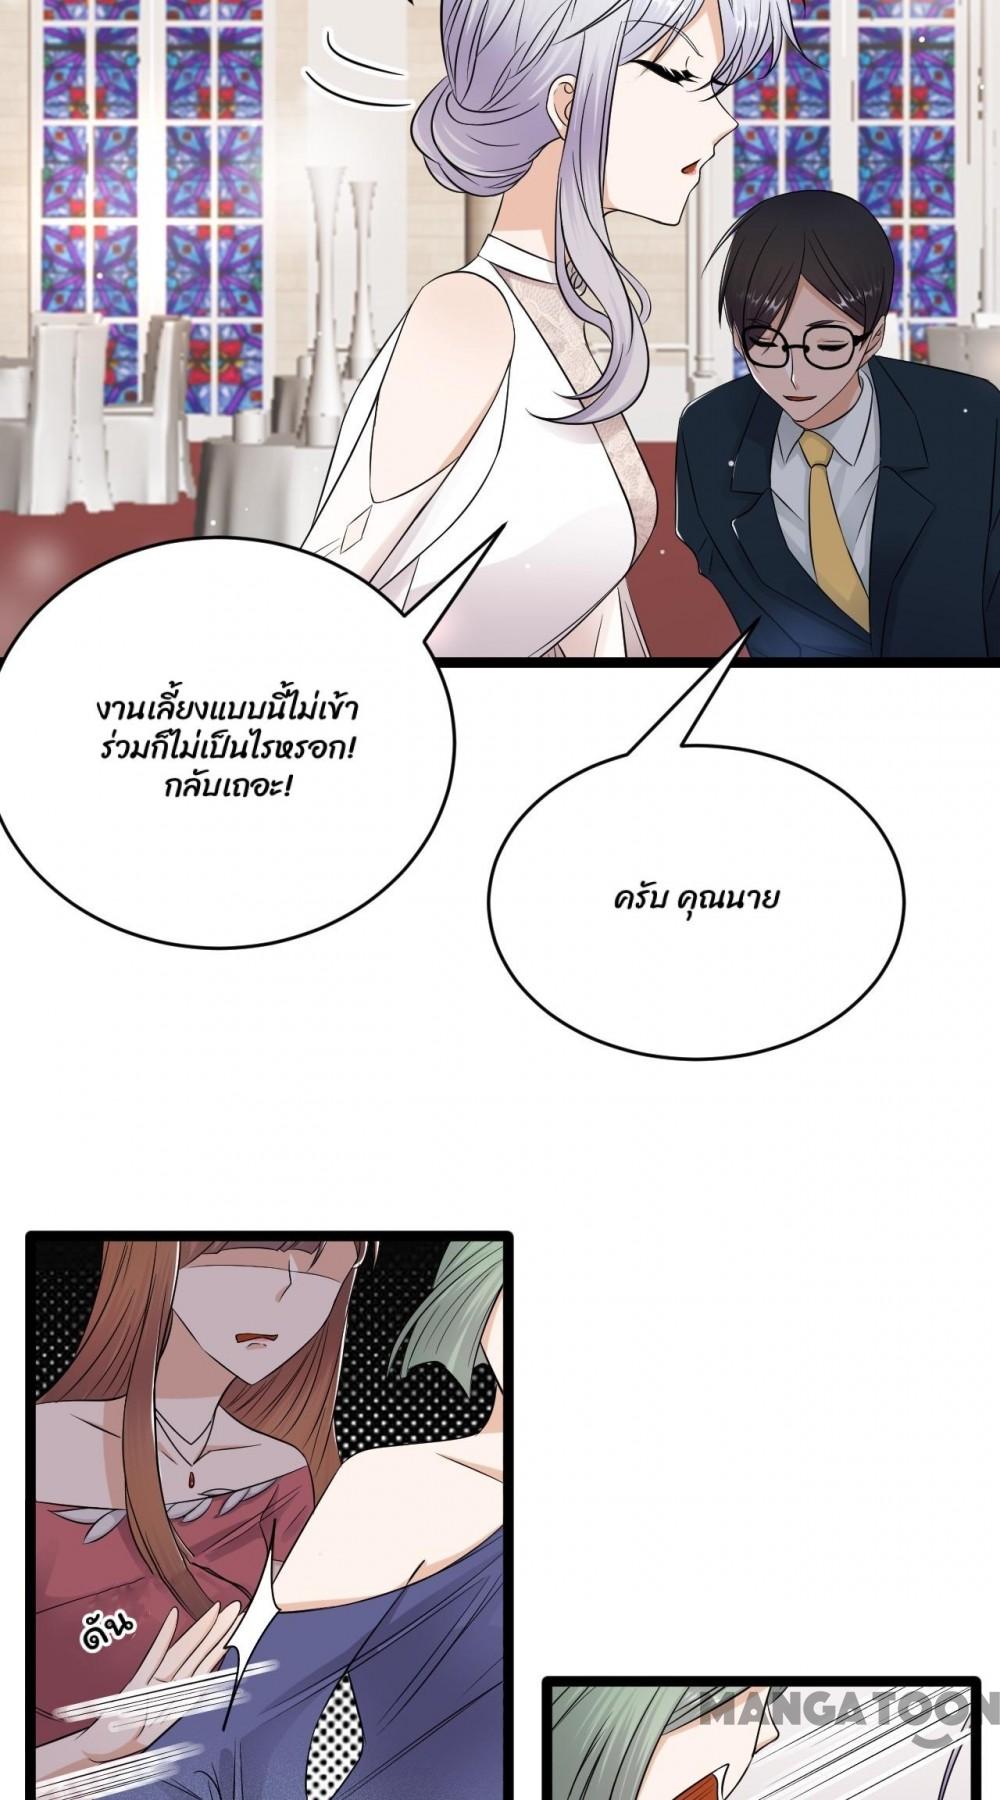 งานเลี้ยงแบบนี้ไม่เข้า
ร่วมก็ไม่เป็นไรหรอก!
กลับเถอะ!
ครับ คุณนาย
ดัน
MANGATOON